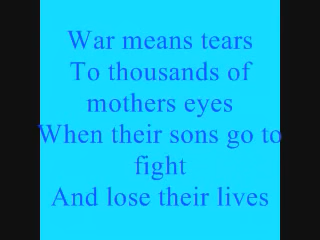 War means tears
To thousands of
mothers eyes
When their sons go to
fight
And lose their lives